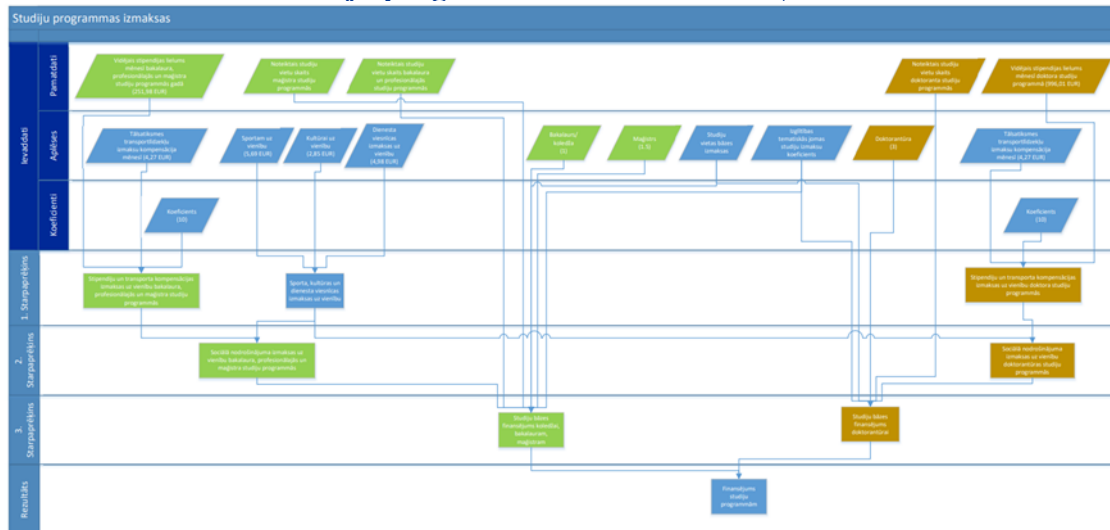 Studiju programmas izmaksas
Ievaddati
Pamatdati
Vidējais stipendijas lielums
mēnesī bakalaura,
profesionālajās un maģistra
studiju programmās gadā
(251,98 EUR)
Noteiktais studiju
vietu skaits
maģistra studiju
programmās
Noteiktais studiju
vietu skaits bakalaura
un profesionālajās
studiju programmās
Noteiktais studiju
vietu skaits
doktoranta studiju
programmās
Vidējais stipendijas lielums
mēnesī doktora studiju
programmā (996,01 EUR)
Aplēses
Tālsatiksmes
transportlīdzekļu
izmaksu kompensācija
mēnesī (4,27 EUR)
Sportam uz
vienību
(5,69 EUR)
Kultūrai uz
vienību
(2,85 EUR)
Dienesta
viesnīcas
izmaksas uz
vienību
(4,98 EUR)
Bakalaurs/
koledža
(1)
Maģistrs
(1.5)
Studiju
vietas bāzes
izmaksas
Izglītības
tematiskās jomas
studiju izmaksu
koeficients
Doktorantūra
(3)
Tālsatiksmes
transportlīdzekļu
izmaksu kompensācija
mēnesī (4,27 EUR)
Koeficienti
Koeficients
(10)
Koeficients
(10)
1. Starpaprēķins
Stipendiju un transporta kompensācijas
izmaksas uz vienību bakalaura,
profesionālajās un maģistra studiju
programmās
Sporta, kultūras un
dienesta viesnīcas
izmaksas uz vienību
Stipendiju un transporta kompensācijas
izmaksas uz vienību doktora studiju
programmās
2.
Starpaprēķins
Sociālā nodrošinājuma izmaksas uz
vienību bakalaura, profesionālajās un
maģistra studiju programmās
Sociālā nodrošinājuma
izmaksas uz vienību
doktorantūras studiju
programmās
3.
Starpaprēķins
Studiju bāzes
finansējums koledžai,
bakalauram,
maģistram
Studiju bāzes
finansējums
doktorantūrai
Rezultāts
Finansējums
studiju
programmām